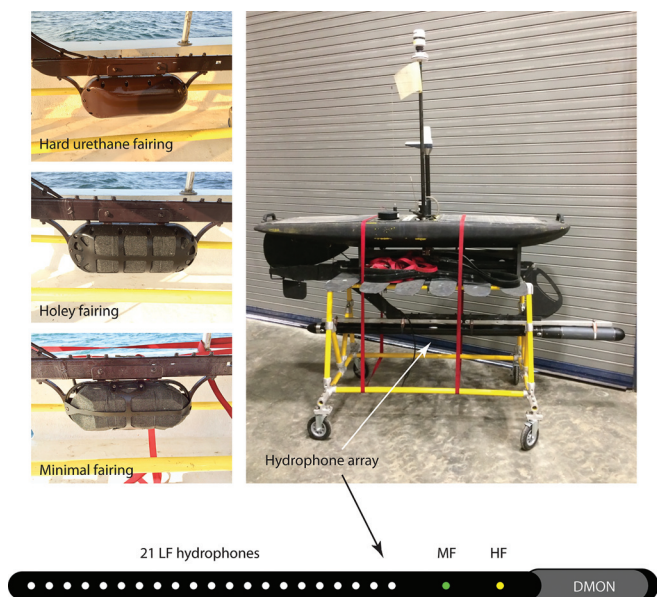 Hard urethane fairing
Holey fairing
Minimal fairing
Hydrophone array
21 LF hydrophones
MF
HF
DMON